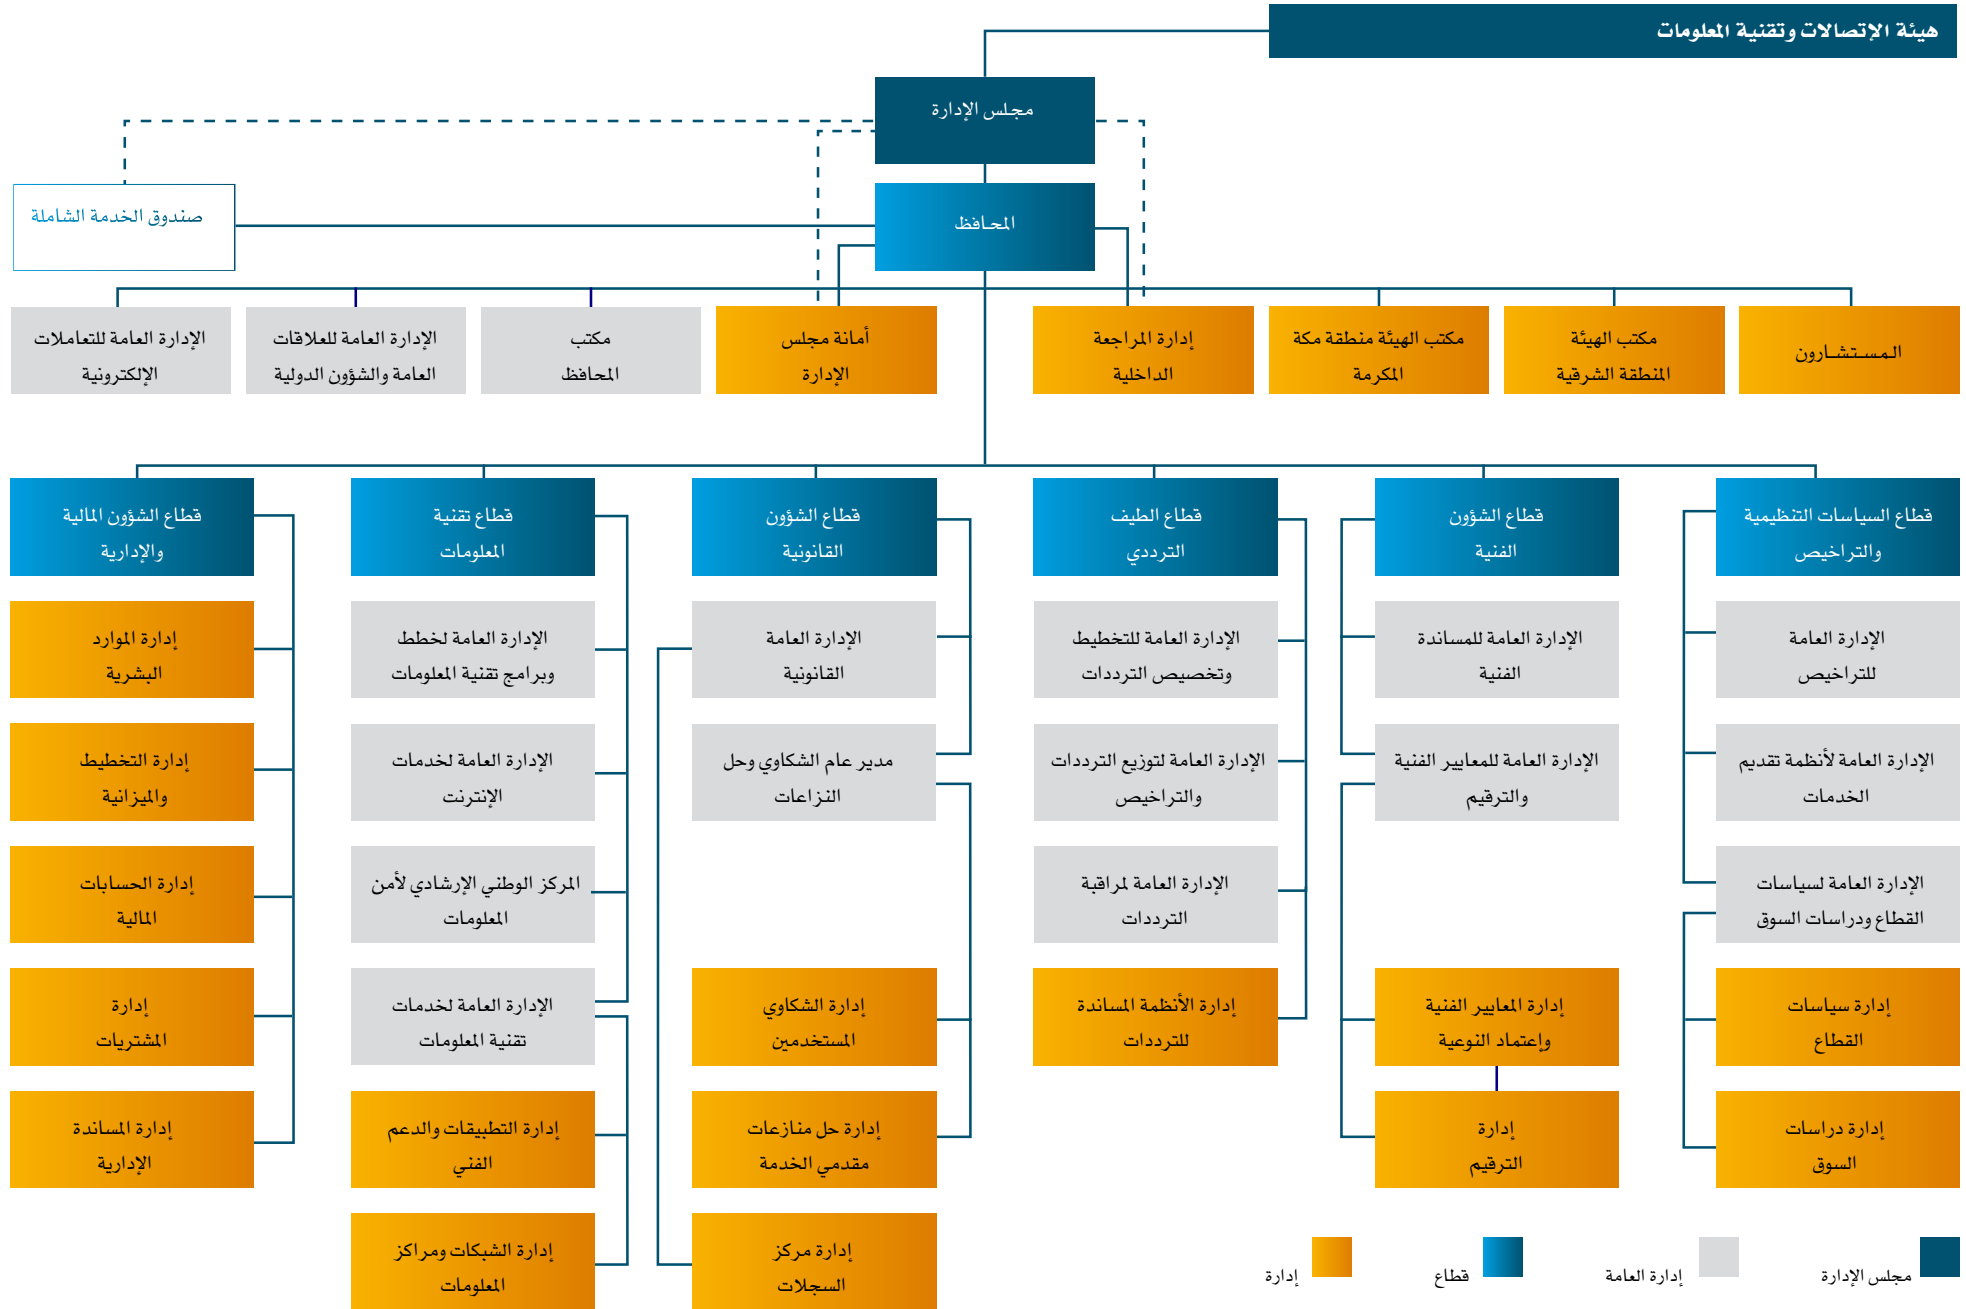 هيئة الإتصالات وتقنية المعلومات
مجلس الإدارة
المحافظ
صندوق الخدمة الشاملة
المستشارون
مكتب الهيئة
المنطقة الشرقية
مكتب الهيئة منطقة مكة
المكرمة
إدارة المراجعة
الداخلية
أمانة مجلس
الإدارة
مكتب
المحافظ
الإدارة العامة للعلاقات
العامة والشؤون الدولية
الإدارة العامة للتعاملات
الإلكترونية
قطاع السياسات التنظيمية
والتراخيص
الإدارة العامة
للتراخيص
الإدارة العامة لأنظمة تقديم
الخدمات
الإدارة العامة لسياسات
القطاع ودراسات السوق
إدارة سياسات
القطاع
إدارة دراسات
السوق
قطاع الشؤون
الفنية
الإدارة العامة للمساندة
الفنية
الإدارة العامة للمعايير الفنية
والترقيم
إدارة المعايير الفنية
وإعتماد النوعية
إدارة
الترقيم
قطاع الطيف
الترددي
الإدارة العامة للتخطيط
وتخصيص الترددات
الإدارة العامة لتوزيع الترددات
والتراخيص
الإدارة العامة لمراقبة
الترددات
إدارة الأنظمة المساندة
للترددات
قطاع الشؤون
القانونية
الإدارة العامة
القانونية
مدير عام الشكاوي وحل
النزاعات
إدارة الشكاوي
المستخدمين
إدارة حل منازعات
مقدمي الخدمة
إدارة مركز
السجلات
قطاع تقنية
المعلومات
الإدارة العامة لخطط
وبرامج تقنية المعلومات
الإدارة العامة لخدمات
الإنترنت
المركز الوطني الإرشادي لأمن
المعلومات
الإدارة العامة لخدمات
تقنية المعلومات
إدارة التطبيقات والدعم
الفني
إدارة الشبكات ومراكز
المعلومات
قطاع الشؤون المالية
والإدارية
إدارة الموارد
البشرية
إدارة التخطيط
والميزانية
إدارة الحسابات
المالية
إدارة
المشتريات
إدارة المساندة
الإدارية
مجلس الإدارة
إدارة العامة
قطاع
إدارة